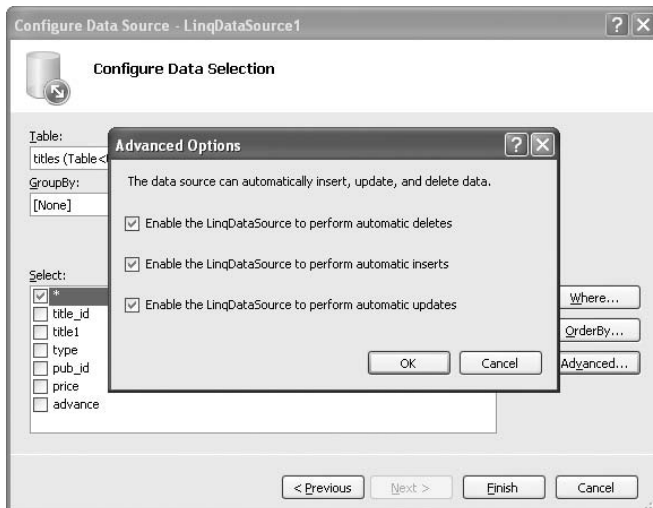 Configure Data Source - LinqDataSource1
Configure Data Selection
Table:
titles (Table<
GroupBy:
[None]
Advanced Options
The data source can automatically insert, update, and delete data.
Enable the LinqDataSource to perform automatic deletes
Enable the LinqDataSource to perform automatic inserts
Enable the LinqDataSource to perform automatic updates
OK
Cancel
Select:
*
title_id
title1
type
pub_id
price
advance
Where...
OrderBy...
Advanced...
< Previous
Next >
Finish
Cancel